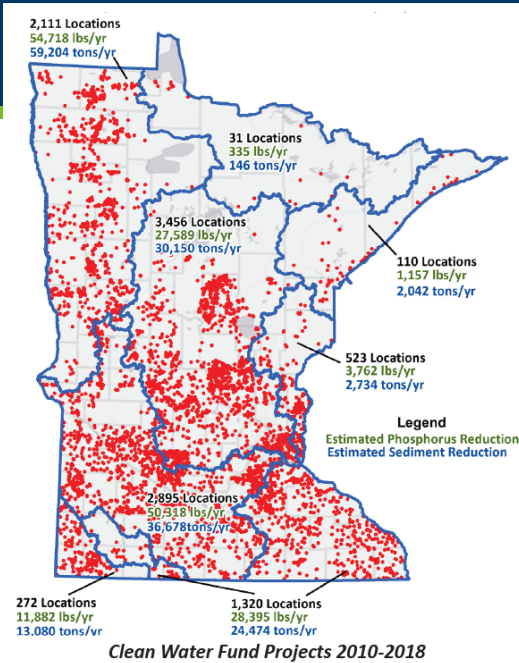 2,111 Locations
54,718 lbs/yr
59,204 tons/yr
31 Locations
335 lbs/yr
146 tons/yr
3,456 Locations
27,589 lbs/yr
30,150 tons/yr
110 Locations
1,157 lbs/yr
2,042 tons/yr
523 Locations
3,762 lbs/yr
2,734 tons/yr
Legend
Estimated Phosphorus Reduction
Estimated Sediment Reduction
2,895 Locations
50,318 lbs/yr
36,678tons/yr
272 Locations
11,882 lbs/yr
13.080 tons/yr
1,320 Locations
28,395 lbs/yr
24,474 tons/yr
Clean Water Fund Projects 2010-2018